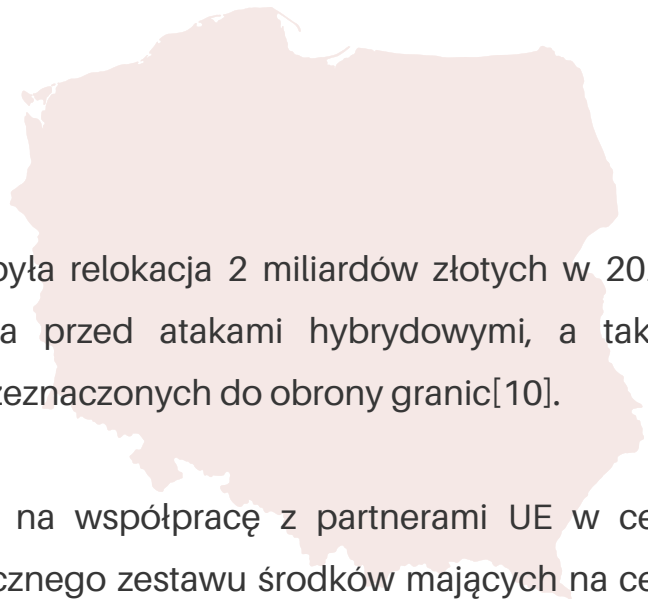 była relokacja 2 miliardów złotych w 20
a przed atakami hybrydowymi, a tak
zeznaczonych do obrony granic[10].
na współpracę z partnerami UE w ce
cznego zestawu środków mających na ce